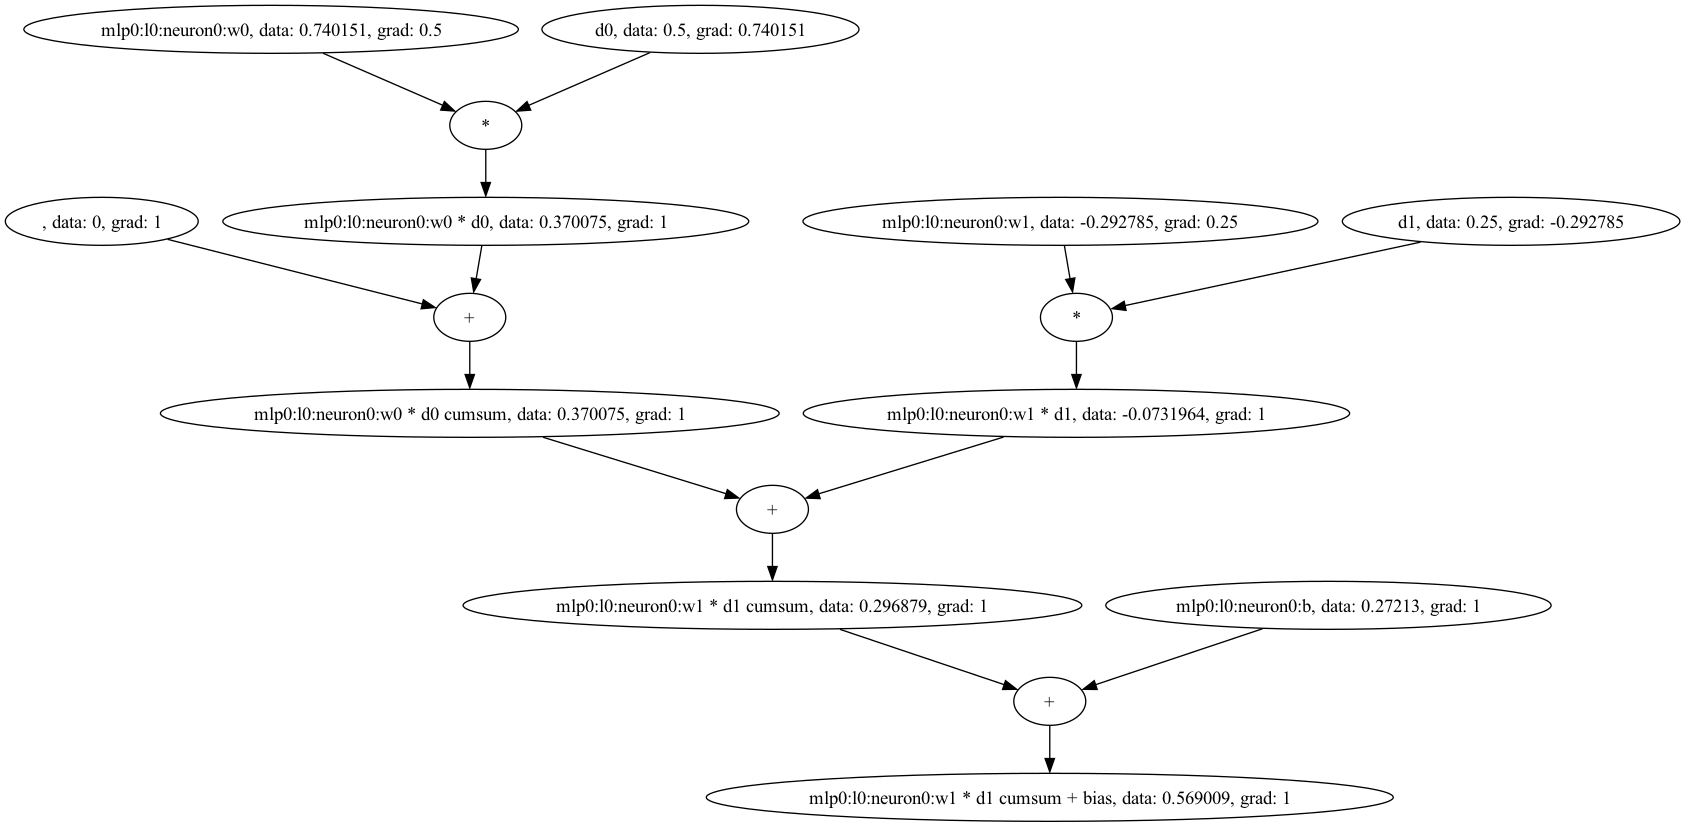 mlp0:l0:neuron0:w0, data: 0.740151, grad: 0.5
d0, data: 0.5, grad: 0.740151
*
, data: 0, grad: 1
mlp0:l0:neuron0:w0 * d0, data: 0.370075, grad: 1
mlp0:l0:neuron0:w1, data: -0.292785, grad: 0.25
d1, data: 0.25, grad: -0.292785
+
*
mlp0:l0:neuron0:w0 * d0 cumsum, data: 0.370075, grad: 1
mlp0:l0:neuron0:w1 * d1, data: -0.0731964, grad: 1
+
mlp0:l0:neuron0:w1 * d1 cumsum, data: 0.296879, grad: 1
mlp0:l0:neuron0:b, data: 0.27213, grad: 1
+
mlp0:l0:neuron0:w1 * d1 cumsum + bias, data: 0.569009, grad: 1